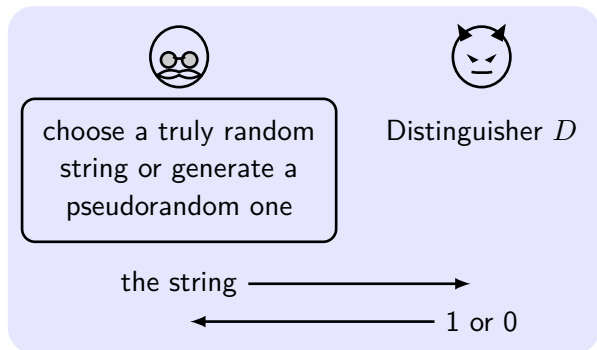 choose a truly random
string or generate a
pseudorandom one
Distinguisher D
the string
1 or 0